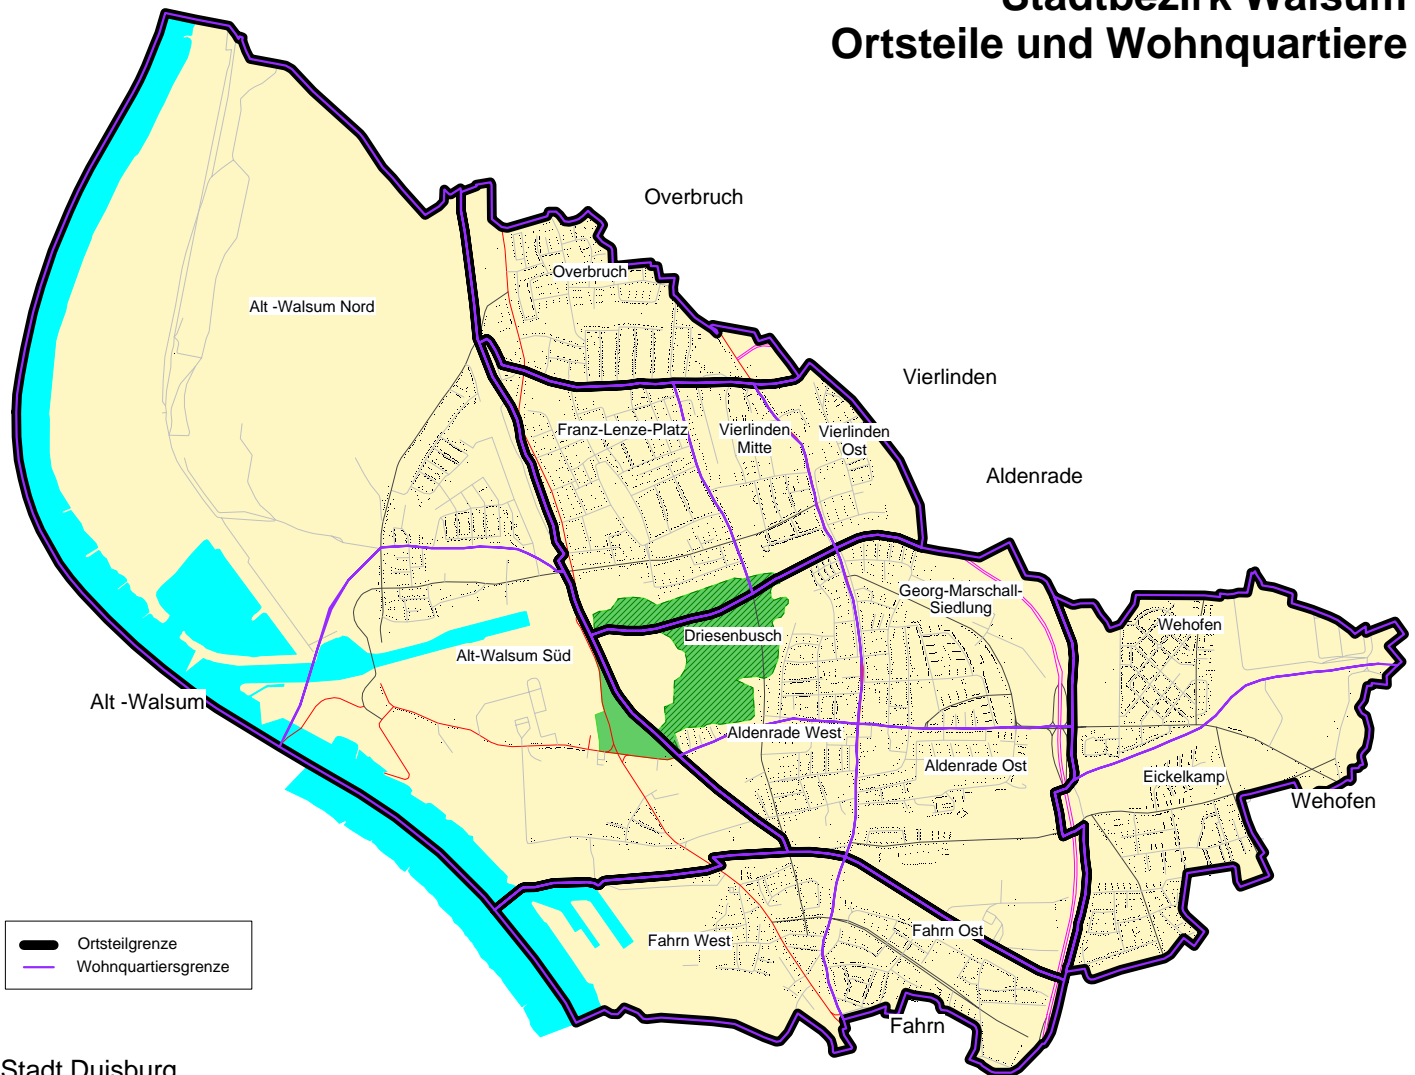 Stadtbezirk Walsum
Ortsteile und Wohnquartiere
Overbruch
Overbruch
Alt -Walsum Nord
Vierlinden
Franz-Lenze-Platz
Vierlinden
Mitte
Vierlinden
Ost
Aldenrade
Georg-Marschall-
Siedlung
Wehofen
Driesenbusch
Alt-Walsum Süd
Alt -Walsum
Aldenrade West
Aldenrade Ost
Eickelkamp
Wehofen
Fahrn West
Fahrn Ost
Fahrn
Ortsteilgrenze
Wohnquartiersgrenze
Stadt Duisburg